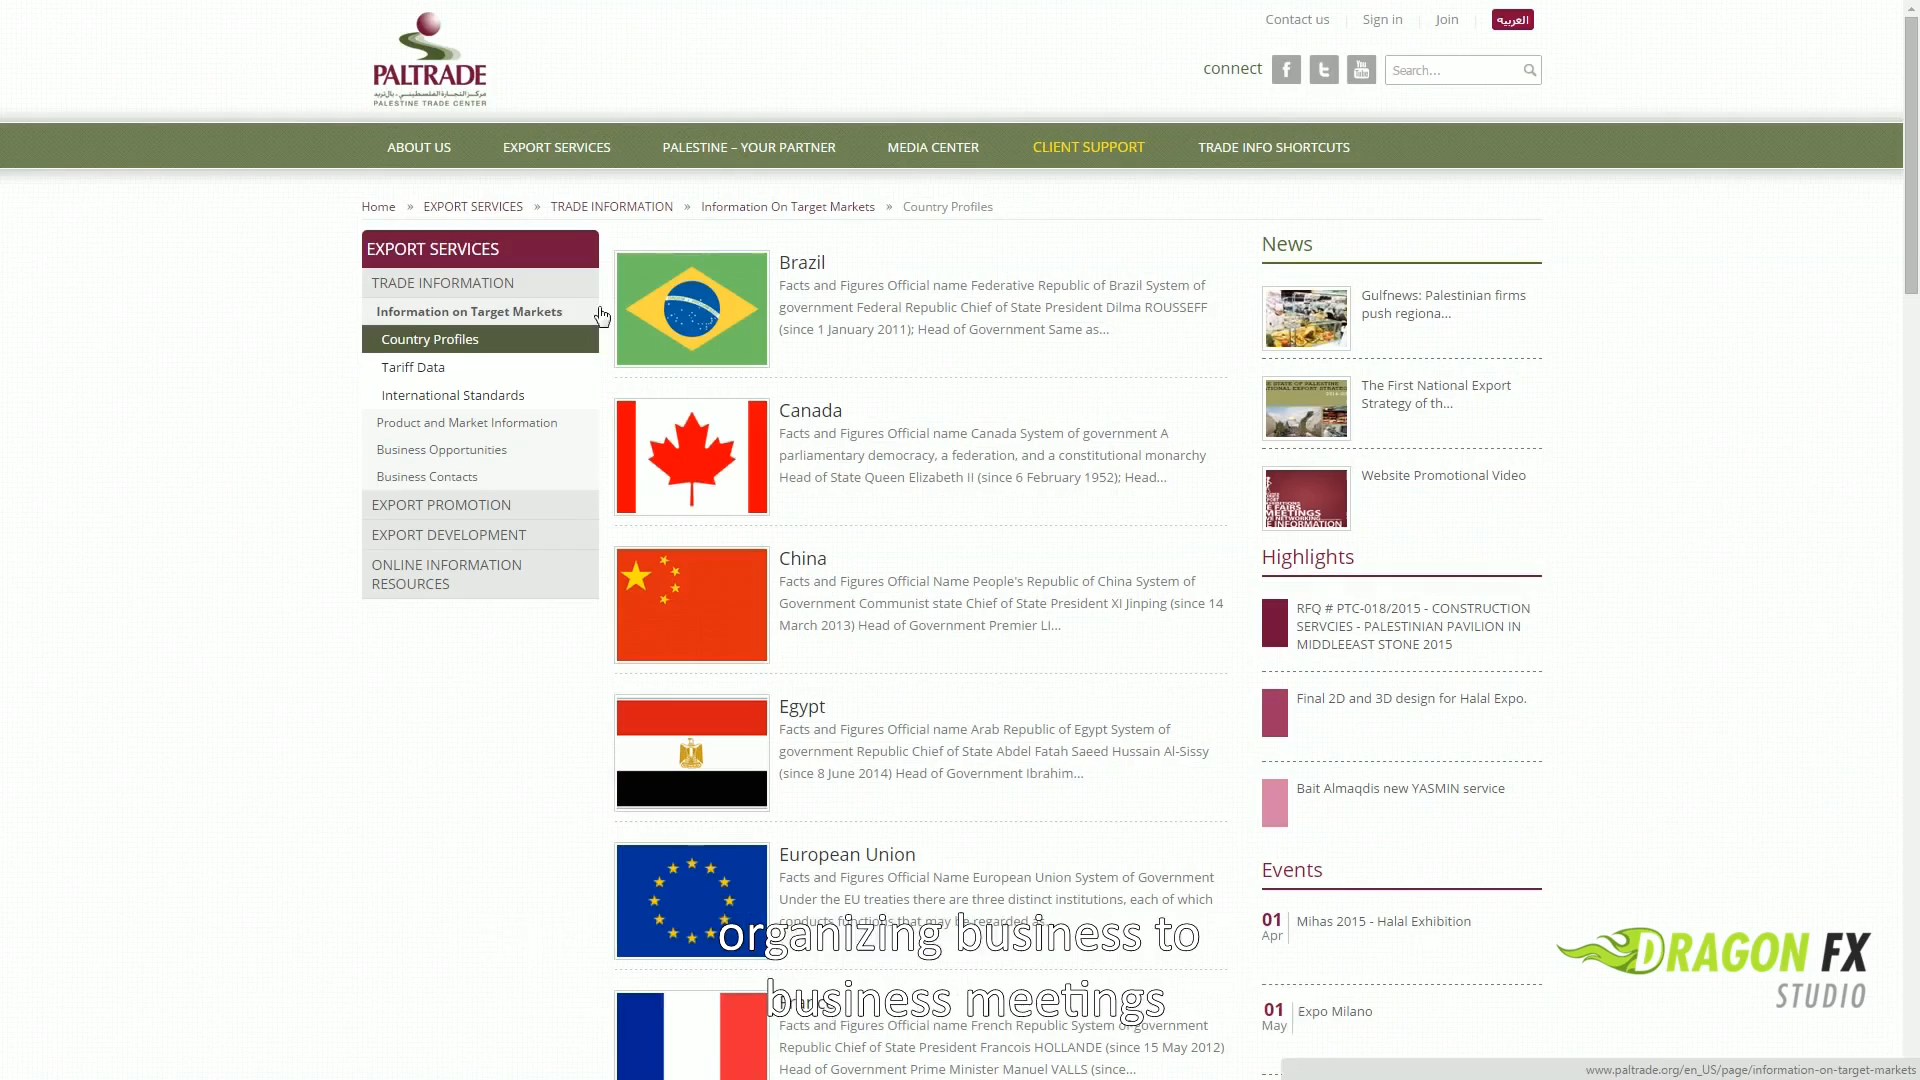 Contact us
Sign in
Join
العربيه
PALTRADE
مركز التجارة الفلسطيني - بال تريد
PALESTINE TRADE CENTER
connect
Search...
ABOUT US
EXPORT SERVICES
PALESTINE – YOUR PARTNER
MEDIA CENTER
CLIENT SUPPORT
TRADE INFO SHORTCUTS
Home » EXPORT SERVICES » TRADE INFORMATION » Information On Target Markets » Country Profiles
EXPORT SERVICES
TRADE INFORMATION
Information on Target Markets
Country Profiles
Tariff Data
International Standards
Product and Market Information
Business Opportunities
Business Contacts
EXPORT PROMOTION
EXPORT DEVELOPMENT
ONLINE INFORMATION
RESOURCES
Brazil
Facts and Figures Official name Federative Republic of Brazil System of
government Federal Republic Chief of State President Dilma ROUSSEFF
(since 1 January 2011); Head of Government Same as...
Canada
Facts and Figures Official name Canada System of government A
parliamentary democracy, a federation, and a constitutional monarchy
Head of State Queen Elizabeth II (since 6 February 1952); Head...
China
Facts and Figures Official Name People's Republic of China System of
Government Communist state Chief of State President XI Jinping (since 14
March 2013) Head of Government Premier LI...
Egypt
Facts and Figures Official name Arab Republic of Egypt System of
government Republic Chief of State Abdel Fatah Saeed Hussain Al-Sissy
(since 8 June 2014) Head of Government Ibrahim...
European Union
Facts and Figures Official Name European Union System of Government
Under the EU treaties there are three distinct institutions, each of which
conducts functions that may be regarded as...
organizing business to
business meetings
France
Facts and Figures Official name French Republic System of government
Republic Chief of State President Francois HOLLANDE (since 15 May 2012)
Head of Government Prime Minister Manuel VALLS (since...
News
Gulfnews: Palestinian firms
push regiona...
The First National Export
Strategy of th...
Website Promotional Video
MEETINGS
E INFORMATION
Highlights
RFQ # PTC-018/2015 - CONSTRUCTION
SERVCIES - PALESTINIAN PAVILION IN
MIDDLEEAST STONE 2015
Final 2D and 3D design for Halal Expo.
Bait Almaqdis new YASMIN service
Events
01
Apr
Mihas 2015 - Halal Exhibition
01
May
Expo Milano
DRAGON FX
STUDIO
www.paltrade.org/en_US/page/information-on-target-markets